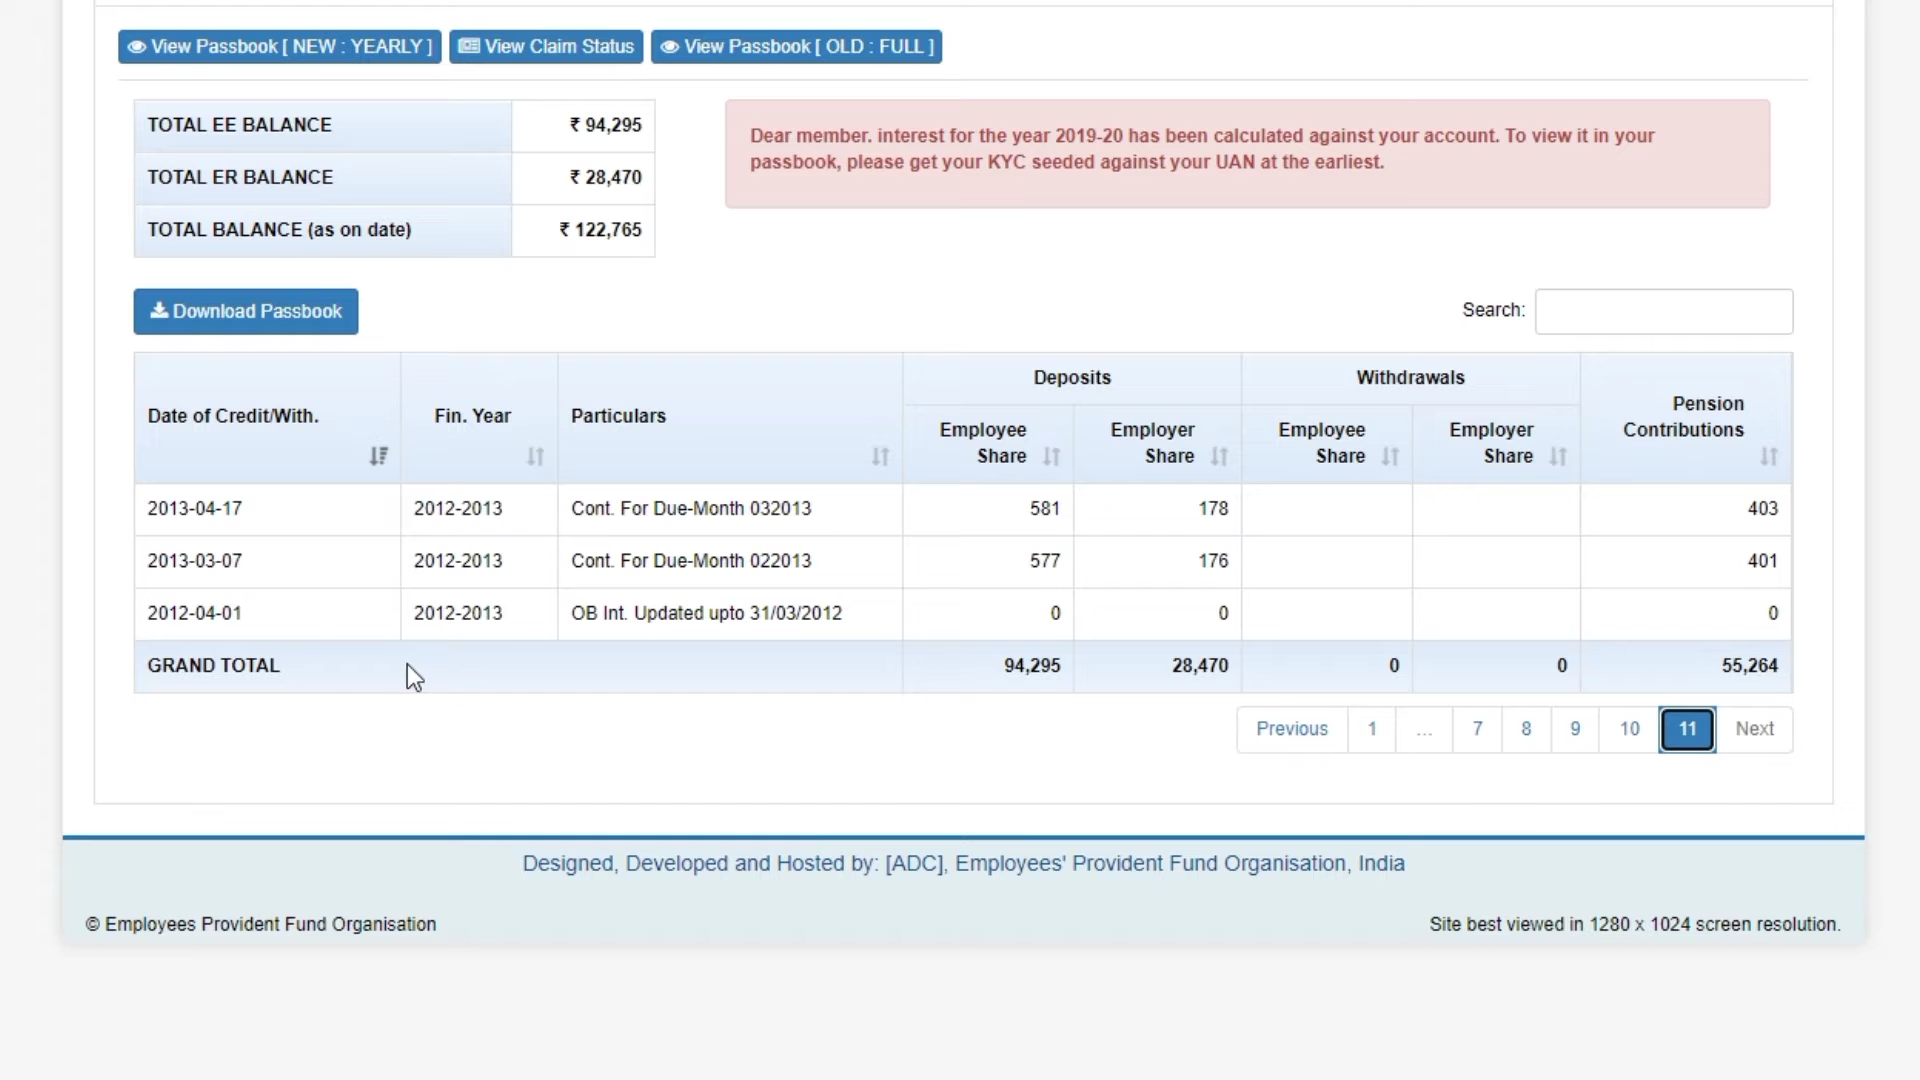 View Passbook [ NEW : YEARLY ] View Claim Status View Passbook [ OLD : FULL ]
TOTAL EE BALANCE ₹ 94,295
TOTAL ER BALANCE ₹ 28,470
TOTAL BALANCE (as on date) ₹ 122,765
Dear member. interest for the year 2019-20 has been calculated against your account. To view it in your
passbook, please get your KYC seeded against your UAN at the earliest.
Download Passbook Search:
Deposits Withdrawals
Date of Credit/With. Fin. Year Particulars
Employee Share
Employer Share
Employee Share
Employer Share
Pension Contributions
2013-04-17 2012-2013 Cont. For Due-Month 032013 581 178 403
2013-03-07 2012-2013 Cont. For Due-Month 022013 577 176 401
2012-04-01 2012-2013 OB Int. Updated upto 31/03/2012 0 0 0
GRAND TOTAL 94,295 28,470 0 0 55,264
Previous 1 ... 7 8 9 10 11 Next
Designed, Developed and Hosted by: [ADC], Employees' Provident Fund Organisation, India
© Employees Provident Fund Organisation Site best viewed in 1280 x 1024 screen resolution.